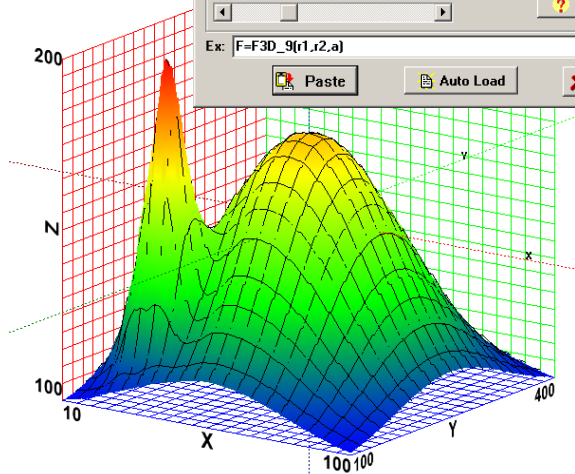 Ex: F=F3D_9(r1,r2,a)
Paste Auto Load
200
Y
Z
X
100
10
400
X
Y
100 100